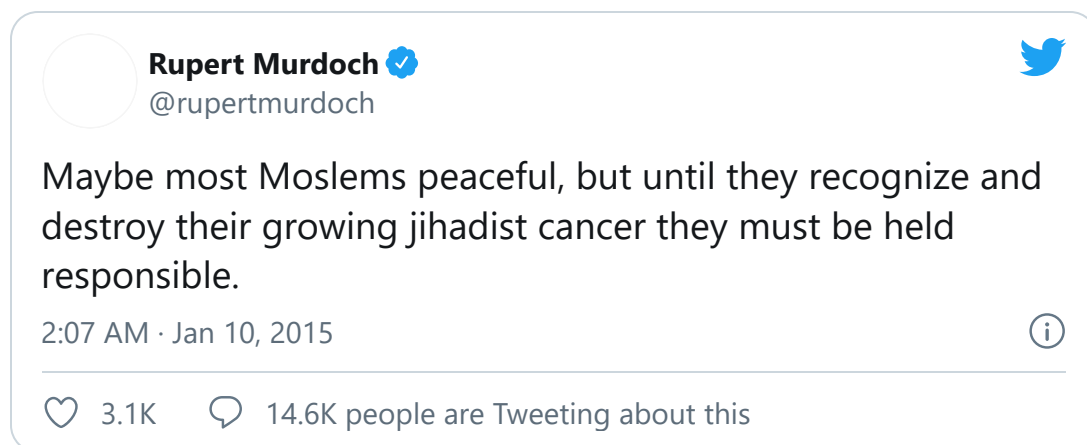 Rupert Murdoch
@rupertmurdoch
Maybe most Moslems peaceful, but until they recognize and
destroy their growing jihadist cancer they must be held
responsible.
2:07 AM · Jan 10, 2015
3.1K 14.6K people are Tweeting about this